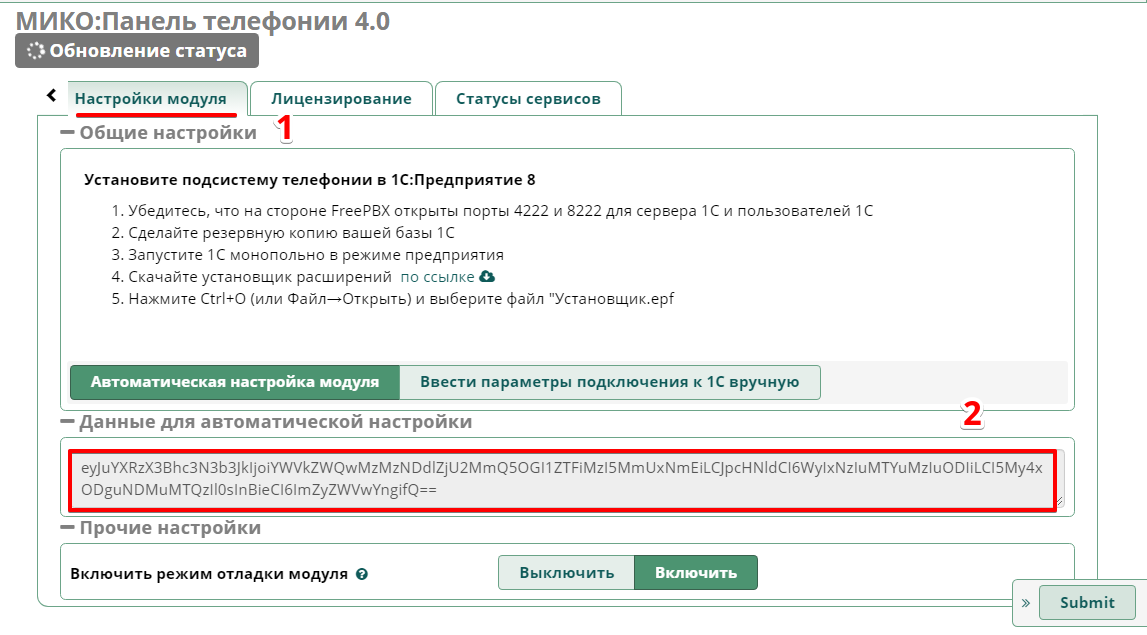 МИКО:Панель телефонии 4.0
Обновление статуса
Настройки модуля Лицензирование Статусы сервисов
1
Общие настройки
Установите подсистему телефонии в 1С:Предприятие 8
1. Убедитесь, что на стороне FreePBX открыты порты 4222 и 8222 для сервера 1С и пользователей 1С
2. Сделайте резервную копию вашей базы 1С
3. Запустите 1С монопольно в режиме предприятия
4. Скачайте установщик расширений по ссылке
5. Нажмите Ctrl+O (или Файл→Открыть) и выберите файл "Установщик.epf
Автоматическая настройка модуля Ввести параметры подключения к 1С вручную
Данные для автоматической настройки
2
eyJuYXRzX3Bhc3N3b3JkIjoiYWVkZWQwMzMzNDdlZjU2MmQ5OGI1ZTFiMzI5MmUxNmEiLCJpcHNldCI6WyIxNzIuMTYuMzIuODIiLCI5My4x
ODguNDMuMTQzIl0sInBieCI6ImZyZWVwYngifQ==
Прочие настройки
Включить режим отладки модуля Выключить Включить
» Submit